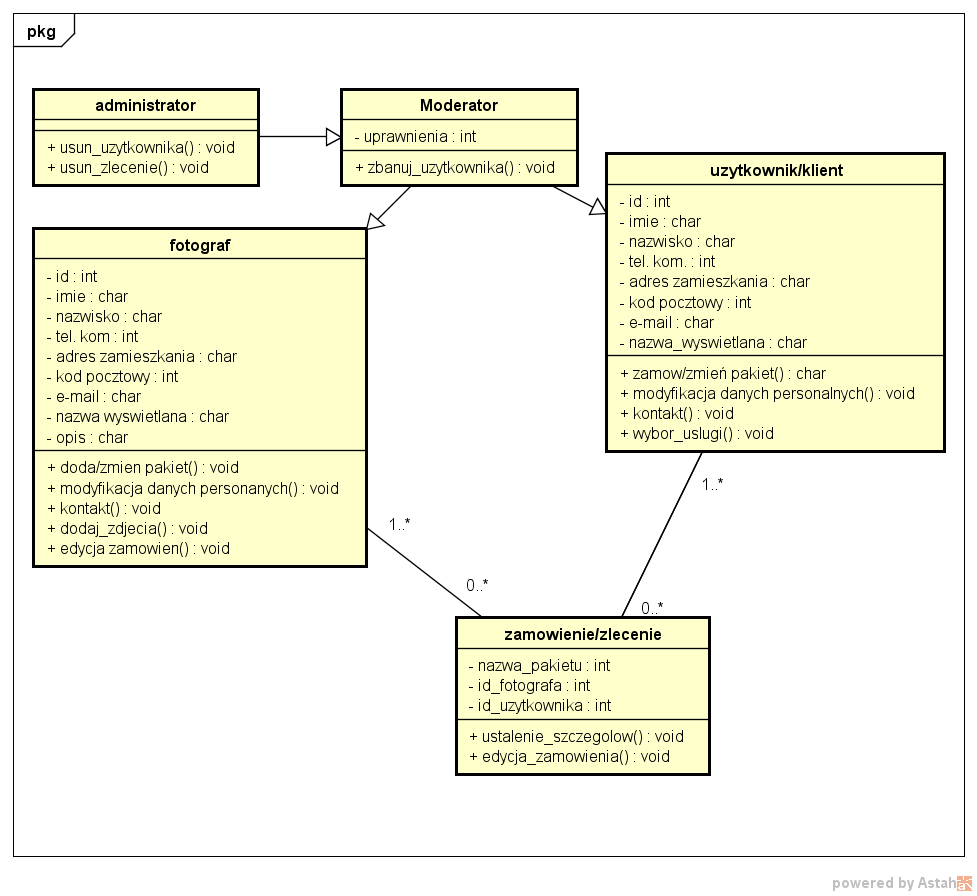 pkg
administrator
+ usun_uzytkownika() : void
+ usun_zlecenie() : void
Moderator
- uprawnienia : int
+ zbanuj_uzytkownika() : void
uzytkownik/klient
- id : int
- imie : char
- nazwisko : char
- tel. kom. : int
- adres zamieszkania : char
- kod pocztowy : int
- e-mail : char
- nazwa_wyswietlana : char
+ zamow/zmień pakiet() : char
+ modyfikacja danych personalnych() : void
+ kontakt() : void
+ wybor_uslugi() : void
fotograf
- id : int
- imie : char
- nazwisko : char
- tel. kom : int
- adres zamieszkania : char
- kod pocztowy : int
- e-mail : char
- nazwa wyswietlana : char
- opis : char
+ doda/zmien pakiet() : void
+ modyfikacja danych personanych() : void
+ kontakt() : void
+ dodaj_zdjecia() : void
+ edycja zamowien() : void
1..*
0..*
1..*
0..*
zamowienie/zlecenie
- nazwa_pakietu : int
- id_fotografa : int
- id_uzytkownika : int
+ ustalenie_szczegolow() : void
+ edycja_zamowienia() : void
powered by Astah